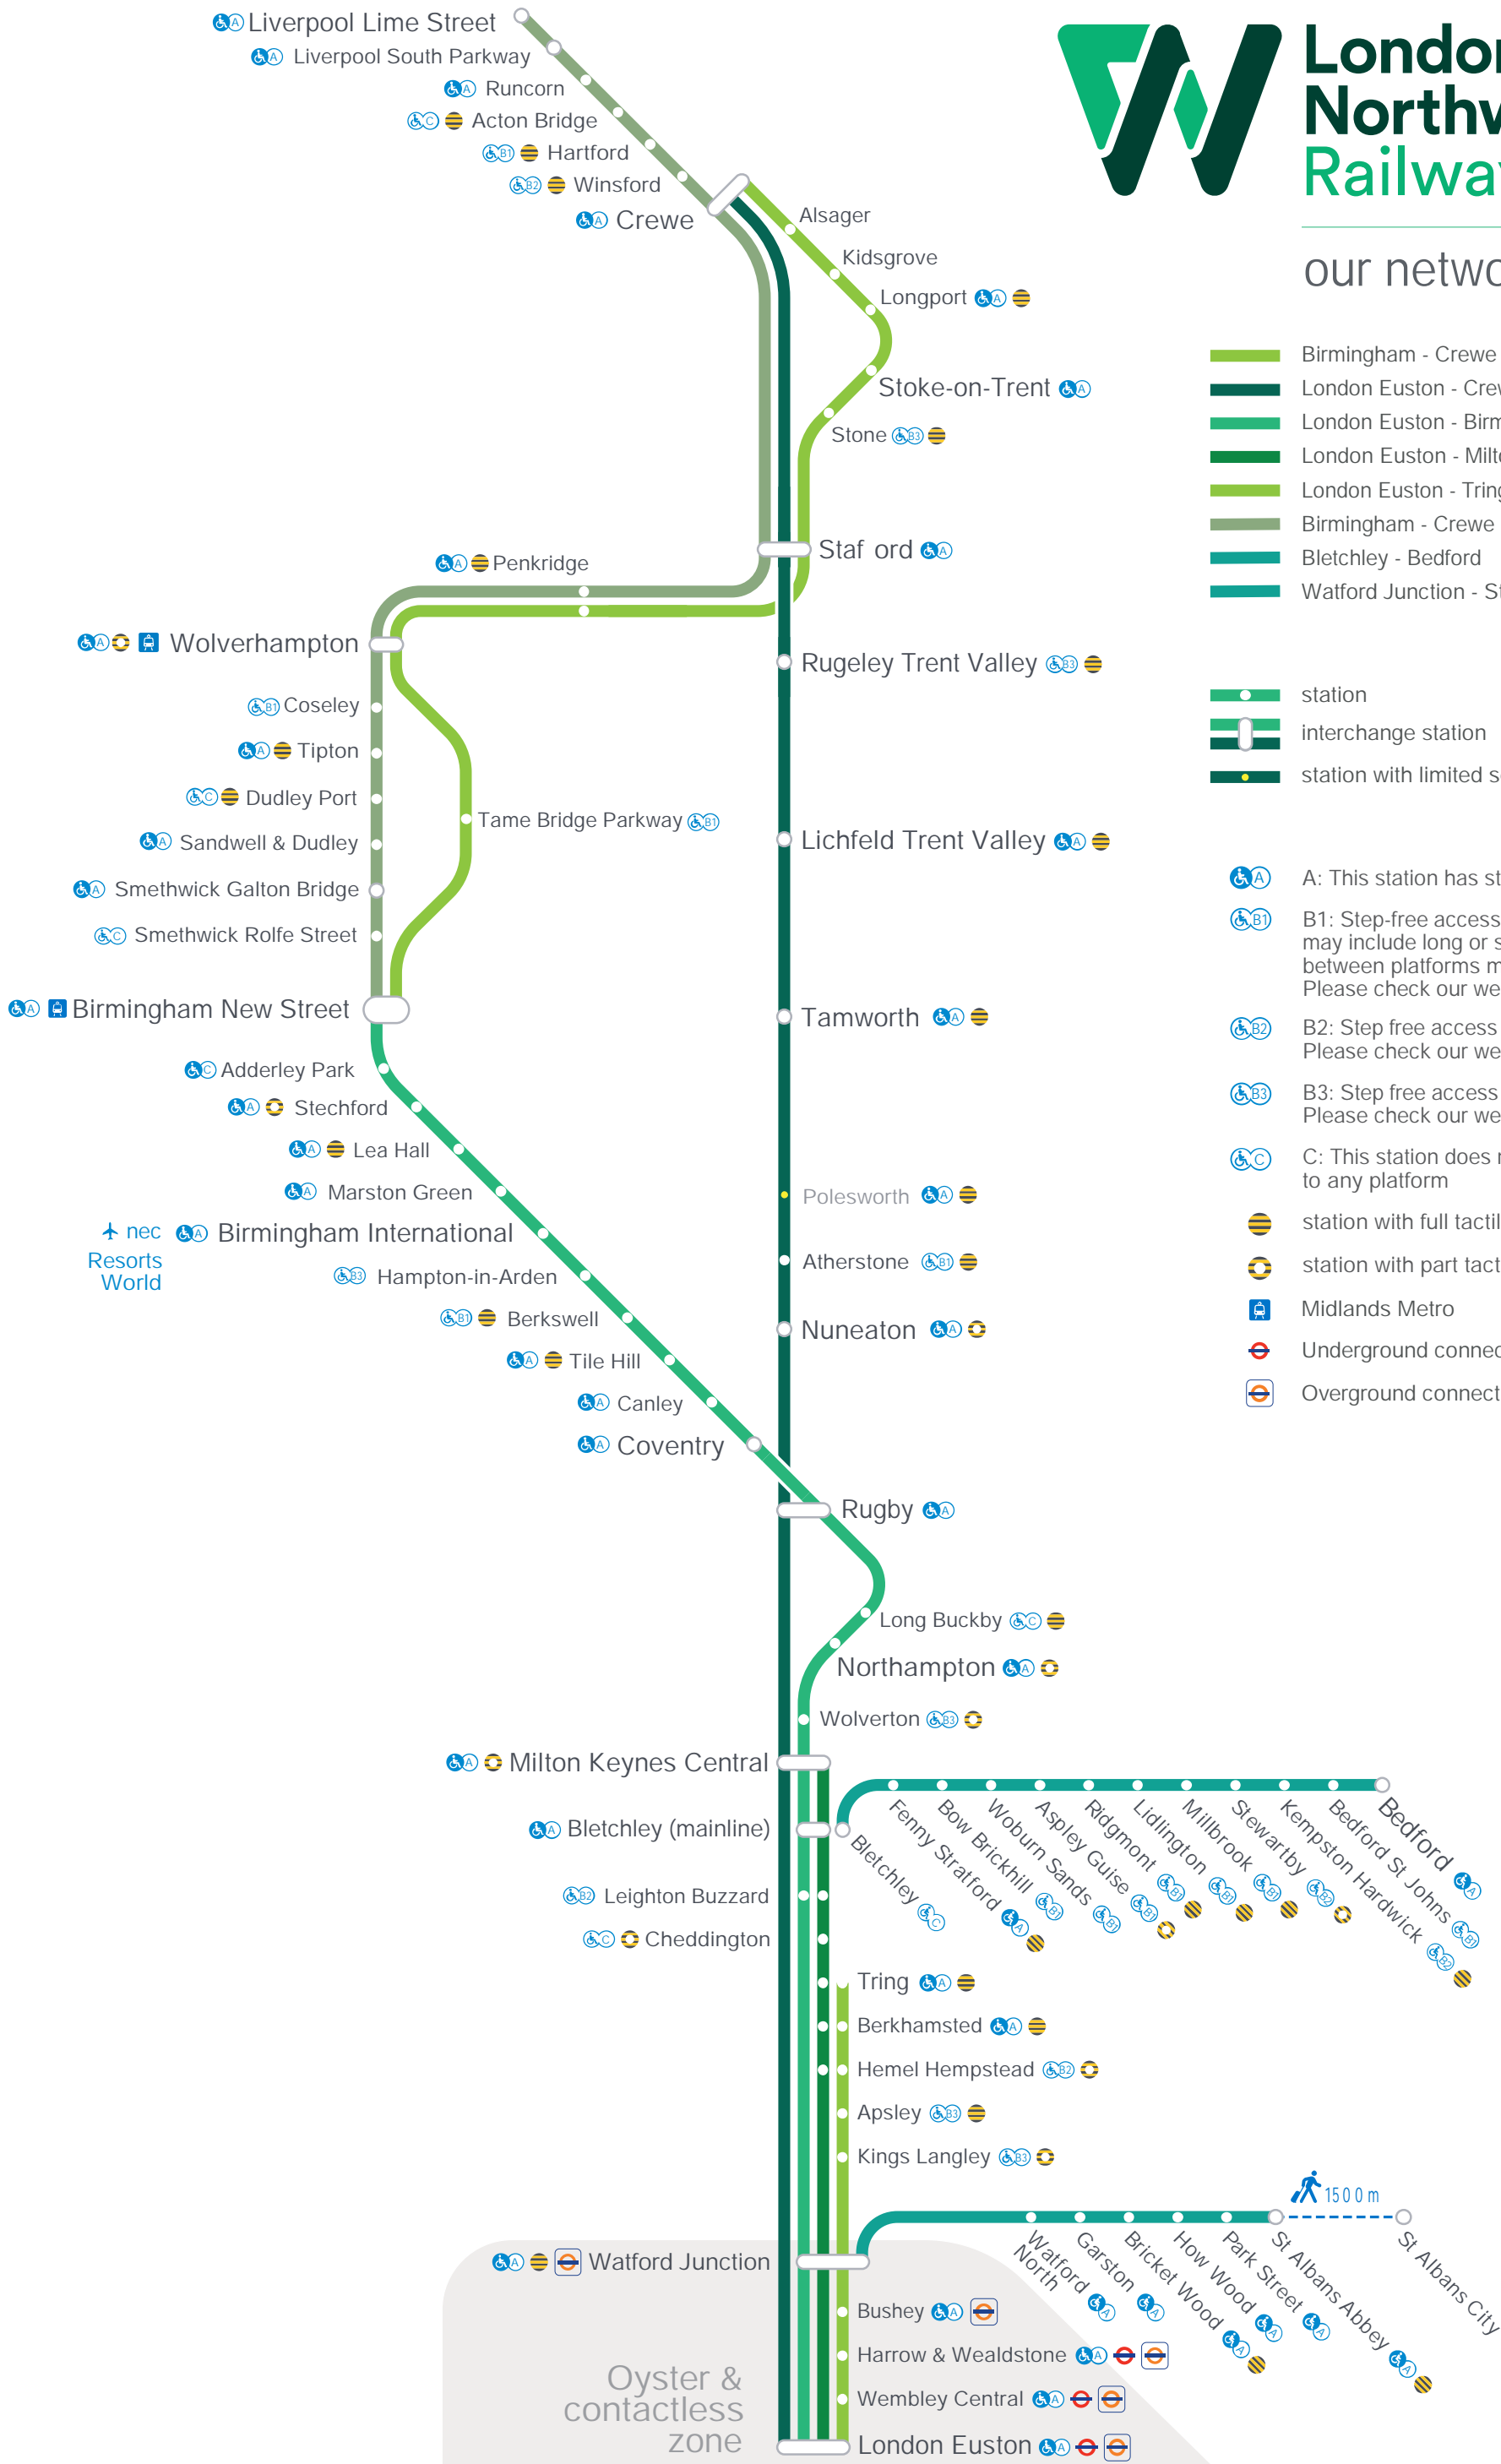 Liverpool Lime Street
Liverpool South Parkway
Runcorn
Acton Bridge
Hartford
Winsford
Crewe
Alsager
Kidsgrove
Longport
Stoke-on-Trent
Stone
Staf ord
Penkridge
Wolverhampton
Coseley
Tipton
Dudley Port
Sandwell & Dudley
Smethwick Galton Bridge
Smethwick Rolfe Street
Tame Bridge Parkway
Birmingham New Street
Adderley Park
Stechford
Lea Hall
Marston Green
nec
Resorts
World
Birmingham International
Hampton-in-Arden
Berkswell
Tile Hill
Canley
Coventry
Rugeley Trent Valley
Lichfeld Trent Valley
Tamworth
Polesworth
Atherstone
Nuneaton
Rugby
Long Buckby
Northampton
Wolverton
Milton Keynes Central
Bletchley (mainline)
Leighton Buzzard
Cheddington
Tring
Berkhamsted
Hemel Hempstead
Apsley
Kings Langley
Watford Junction
Bushey
Harrow & Wealdstone
Wembley Central
London Euston
Oyster &
contactless
zone
Bletchley
Fenny Stratford
Bow Brickhill
Woburn Sands
Aspley Guise
Ridgmont
Lidlington
Millbrook
Stewartby
Kempston Hardwick
Bedford St Johns
Bedford
Watford
North
Garston
Bricket Wood
How Wood
Park Street
St Albans Abbey
1500m
St Albans City
Londo
Northw
Railway
our netwo
Birmingham - Crewe
London Euston - Crew
London Euston - Birm
London Euston - Milt
London Euston - Tring
Birmingham - Crewe
Bletchley - Bedford
Watford Junction - St
station
interchange station
station with limited s
A: This station has st
B1: Step-free access
may include long or s
between platforms m
Please check our we
B2: Step free access
Please check our we
B3: Step free access
Please check our we
C: This station does
to any platform
station with full tactil
station with part tact
Midlands Metro
Underground connec
Overground connect